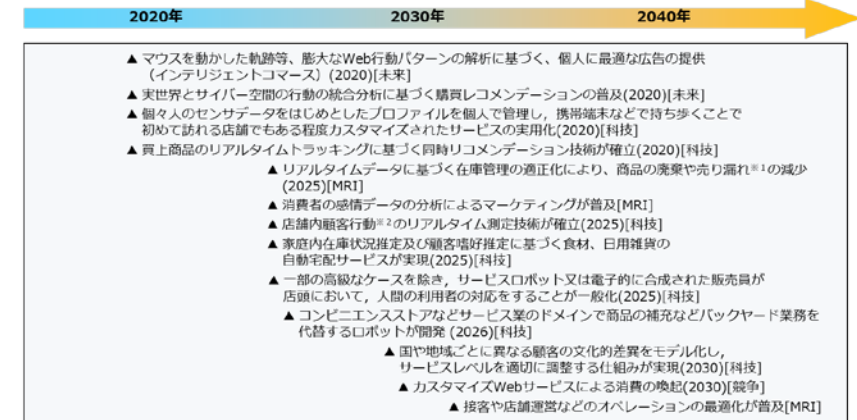 2020年 2030年 2040年
▲ マウスを動かした軌跡等、膨大なWeb行動パターンの解析に基づく、個人に最適な広告の提供
（インテリジェントコマース）(2020)[未来]
▲ 実世界とサイバー空間の行動の統合分析に基づく購買レコメンデーションの普及(2020)[未来]
▲ 個々人のセンサデータをはじめとしたプロファイルを個人で管理し，携帯端末などで持ち歩くことで
初めて訪れる店舗でもある程度カスタマイズされたサービスの実用化(2020)[科技]
▲ 買上商品のリアルタイムトラッキングに基づく同時リコメンデーション技術が確立(2020)[科技]
▲ リアルタイムデータに基づく在庫管理の適正化により、商品の廃棄や売り漏れ※1の減少
(2025)[MRI]
▲ 消費者の感情データの分析によるマーケティングが普及[MRI]
▲ 店舗内顧客行動※2のリアルタイム測定技術が確立(2025)[科技]
▲ 家庭内在庫状況推定及び顧客嗜好推定に基づく食材、日用雑貨の
自動宅配サービスが実現(2025)[科技]
▲ 一部の高級なケースを除き，サービスロボット又は電子的に合成された販売員が
店頭において，人間の利用者の対応をすることが一般化(2025)[科技]
▲ コンビニエンスストアなどサービス業のドメインで商品の補充などバックヤード業務を
代替するロボットが開発 (2026)[科技]
▲ 国や地域ごとに異なる顧客の文化的差異をモデル化し，
サービスレベルを適切に調整する仕組みが実現(2030)[科技]
▲ カスタマイズWebサービスによる消費の喚起(2030)[競争]
▲ 接客や店舗運営などのオペレーションの最適化が普及[MRI]